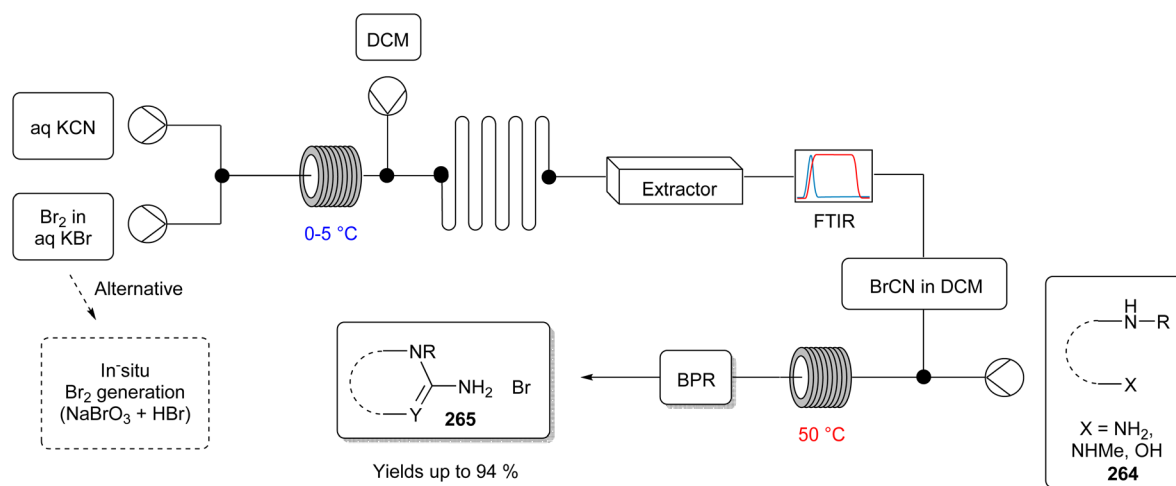 DCM
aq KCN
Br₂ in
aq KBr
0-5 °C
Extractor
FTIR
Alternative
In-situ
Br₂ generation
(NaBrO₃ + HBr)
BrCN in DCM
NR
NH₂ Br
Y
265
Yields up to 94 %
BPR
50 °C
H
N R
X
X = NH₂,
NHMe, OH
264